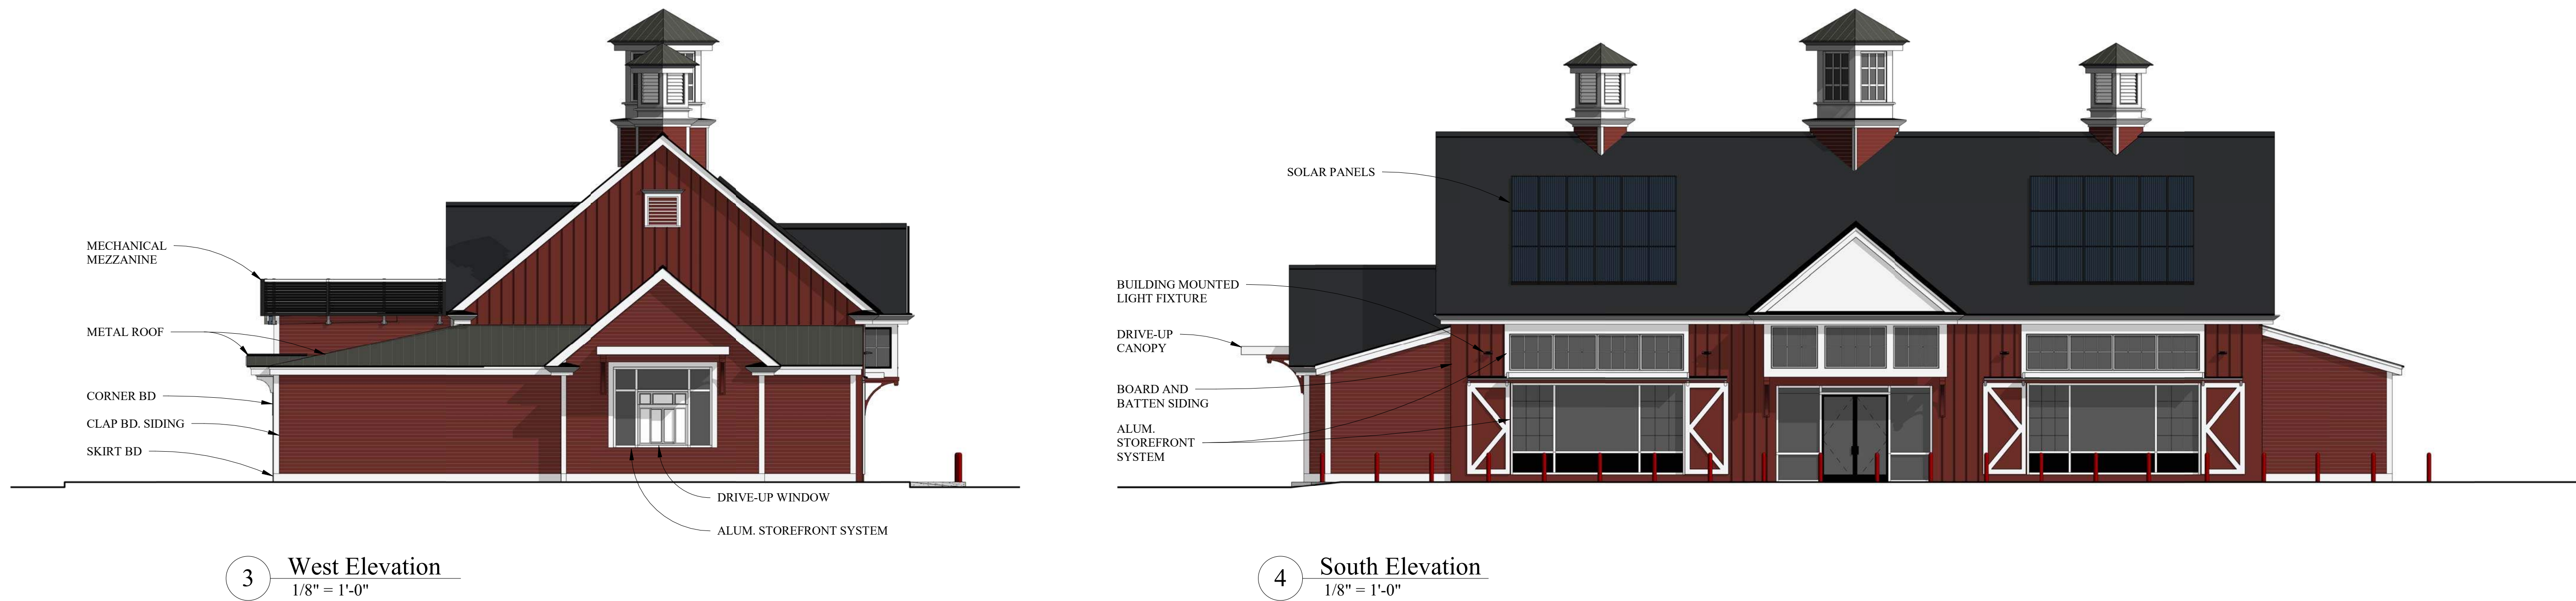 MECHANICAL
MEZZANINE
METAL ROOF
CORNER BD
CLAP BD. SIDING
SKIRT BD
DRIVE-UP WINDOW
ALUM. STOREFRONT SYSTEM
3
West Elevation
1/8" = 1'-0"
SOLAR PANELS
BUILDING MOUNTED
LIGHT FIXTURE
DRIVE-UP
CANOPY
BOARD AND
BATTEN SIDING
ALUM.
STOREFRONT
SYSTEM
4
South Elevation
1/8" = 1'-0"